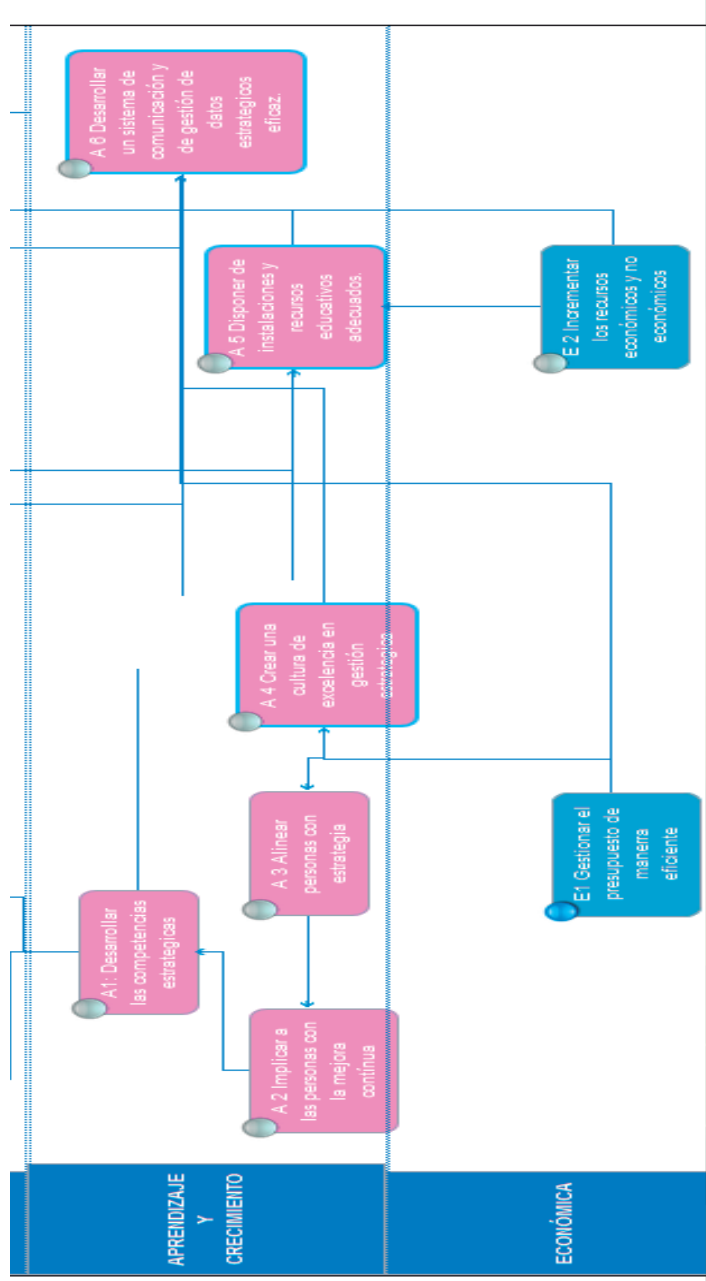 APRENDIZAJE
Y
CRECIMIENTO
A 2 Implicar a
las personas con
la mejora
contínua
A1: Desarrollar
las competencias
estrategicas
A 3 Alinear
personas con
estrategia
A 4 Crear una
cultura de
excelencia en
gestión
estrategica
A 5 Disponer de
instalaciones y
recursos
educativos
adecuados.
A 6 Desarrollar
un sistema de
comunicación y
de gestión de
datos
estrategicos
eficaz.
ECONÓMICA
E1 Gestionar el
presupuesto de
manerra
eficiente
E 2 Incrementar
los recursos
económicos y no
económicos